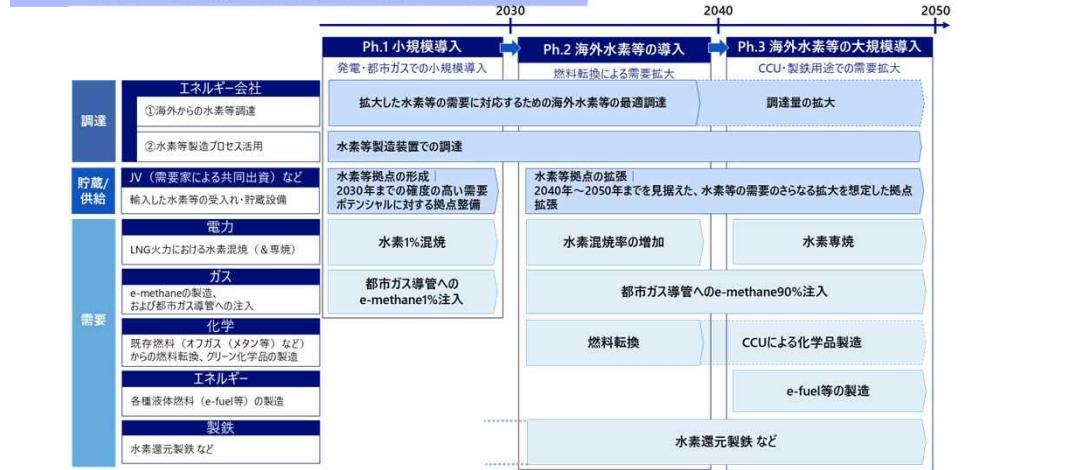 2030
2040
2050
Ph.1 小規模導入
Ph.2 海外水素等の導入
Ph.3 海外水素等の大規模導入
発電・都市ガスでの小規模導入
燃料転換による需要拡大
CCU・製鉄用途での需要拡大
調達
エネルギー会社
①海外からの水素等調達
拡大した水素等の需要に対応するための海外水素等の最適調達
調達量の拡大
②水素等製造プロセス活用
水素等製造装置での調達
貯蔵/
供給
JV（需要家による共同出資）など
輸入した水素等の受入れ・貯蔵設備
水素等拠点の形成｜
2030年までの確度の高い需要
ポテンシャルに対する拠点整備
水素等拠点の拡張｜
2040年～2050年までを見据えた、水素等の需要のさらなる拡大を想定した拠点
拡張
需要
電力
LNG火力における水素混焼（＆専焼）
水素1%混焼
水素混焼率の増加
水素専焼
ガス
e-methaneの製造、
および都市ガス導管への注入
都市ガス導管への
e-methane1%注入
都市ガス導管へのe-methane90%注入
化学
既存燃料（オフガス（メタン等）など）
からの燃料転換、グリーン化学品の製造
燃料転換
CCUによる化学品製造
エネルギー
各種液体燃料（e-fuel等）の製造
e-fuel等の製造
製鉄
水素還元製鉄 など
水素還元製鉄 など